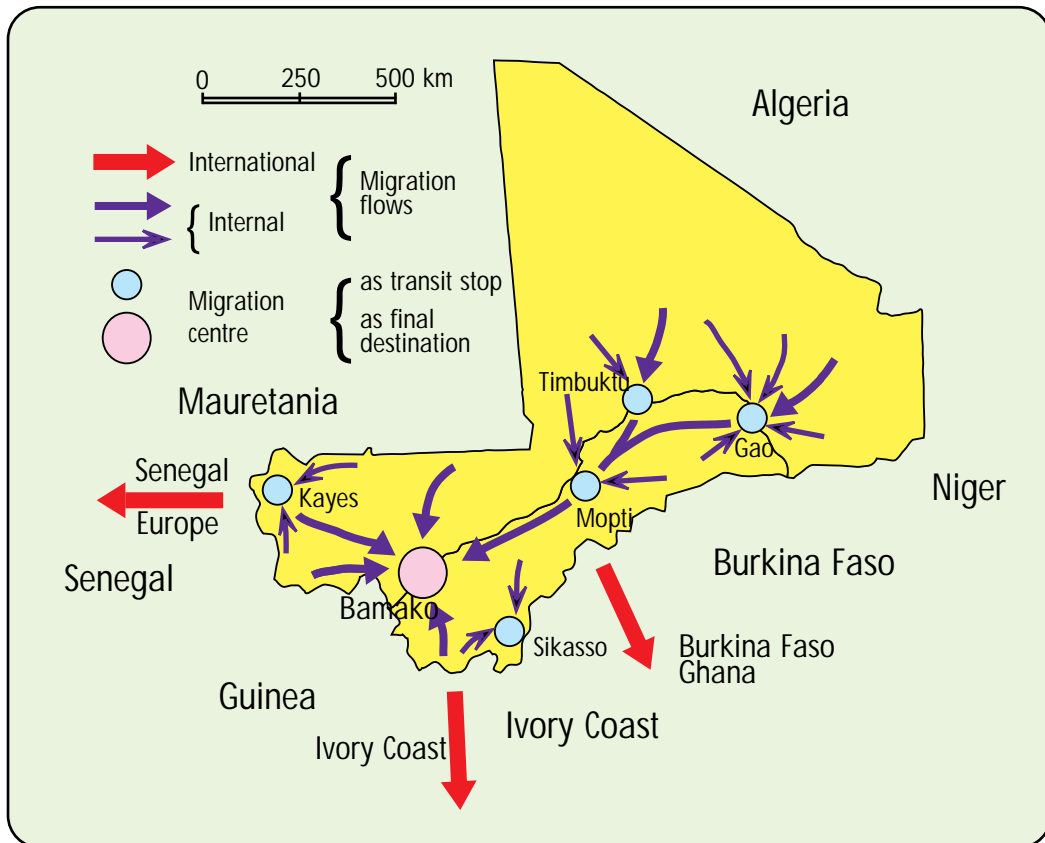 0 250 500 km
Algeria
International
Migration
flows
Internal
Migration
centre
as transit stop
as final
destination
Mauretania
Timbuktu
Gao
Senegal
Europe
Kayes
Mopti
Niger
Senegal
Burkina Faso
Bamako
Sikasso
Burkina Faso
Ghana
Guinea
Ivory Coast
Ivory Coast